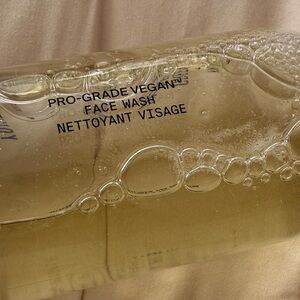 PRO-GRADE VEGAN
FACE WASH
NETTOYANT VISAGE